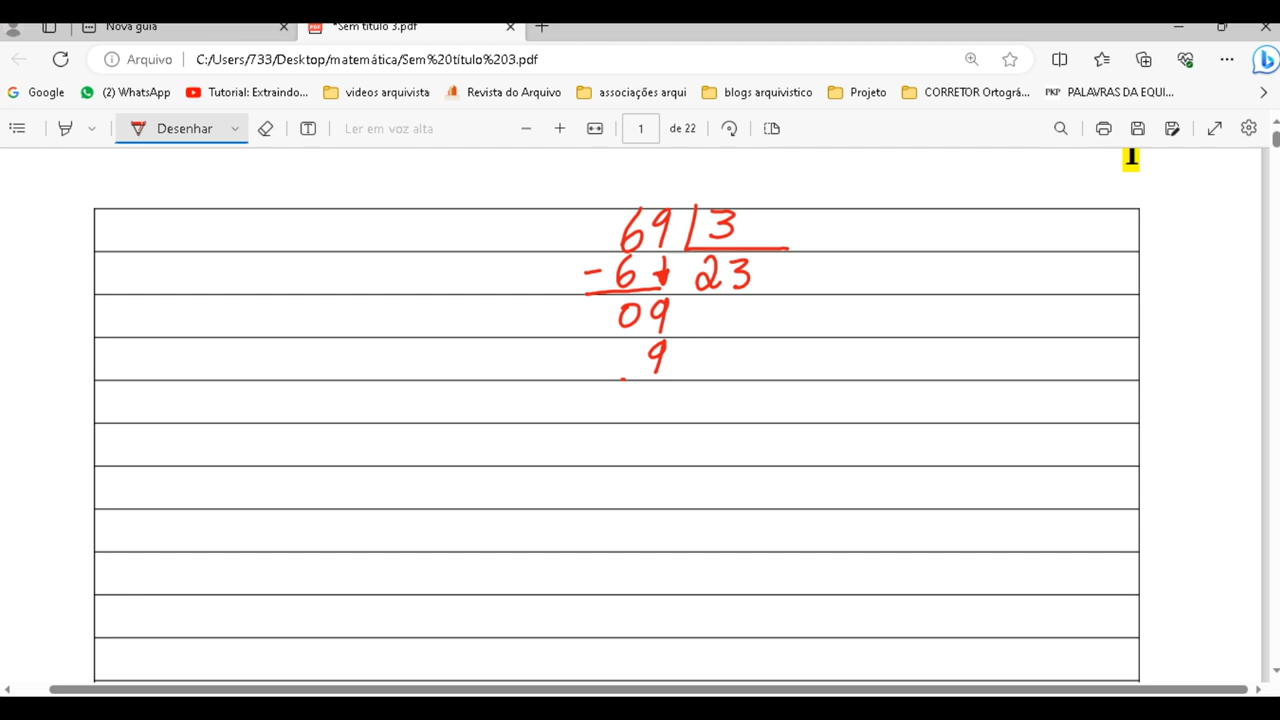 Nova guia
*Sem título 3.pdf
Arquivo C:/Users/733/Desktop/matemática/Sem%20título%203.pdf
Google (2) WhatsApp Tutorial: Extraindo... videos arquivista Revista do Arquivo associações arqui blogs arquivistico Projeto CORRETOR Ortográ... PKP PALAVRAS DA EQUI...
Desenhar Ler em voz alta 1 de 22
1
69 3
- 6 23
09
9